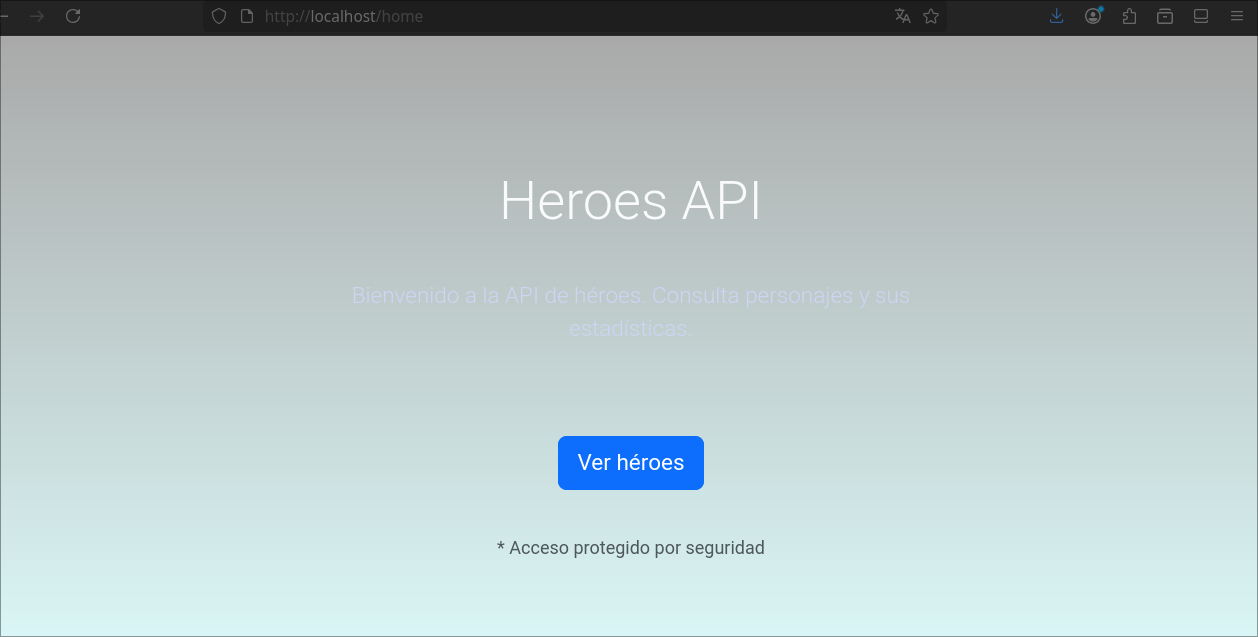 http://localhost/home
Heroes API
Bienvenido a la API de héroes. Consulta personajes y sus
estadísticas.
Ver héroes
* Acceso protegido por seguridad